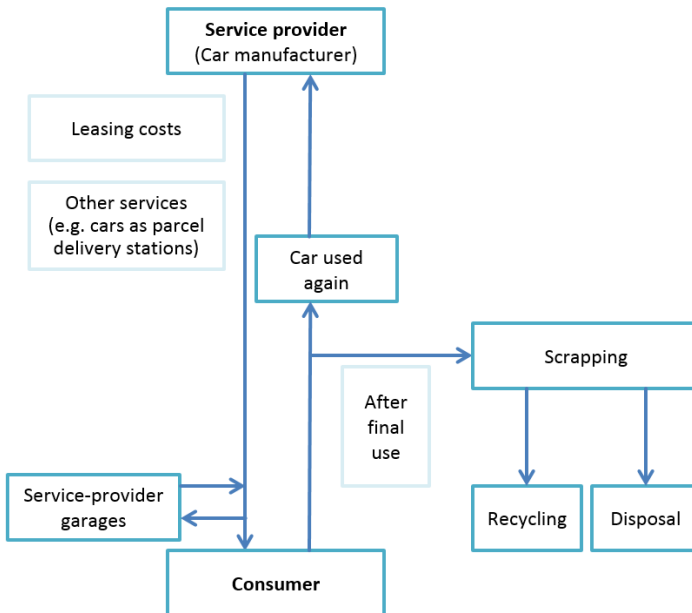 Service provider
(Car manufacturer)
Leasing costs
Other services
(e.g. cars as parcel
delivery stations)
Car used
again
Scrapping
After
final
use
Service-provider
garages
Recycling
Disposal
Consumer